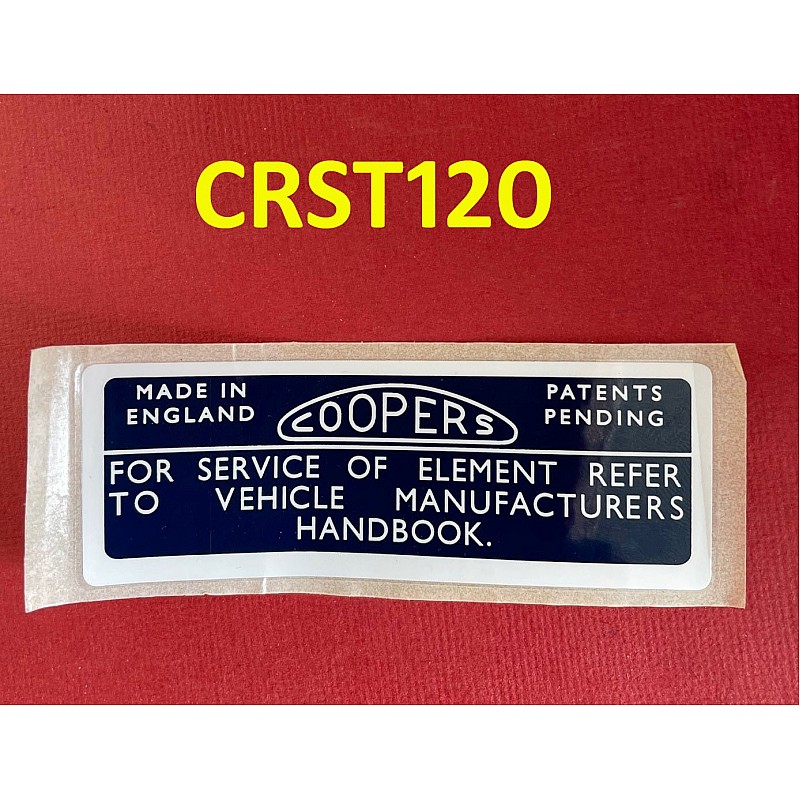 CRST120
MADE IN
ENGLAND
COOPERS
PATENTS
PENDING
FOR SERVICE OF ELEMENT REFER
TO VEHICLE MANUFACTURERS
HANDBOOK.